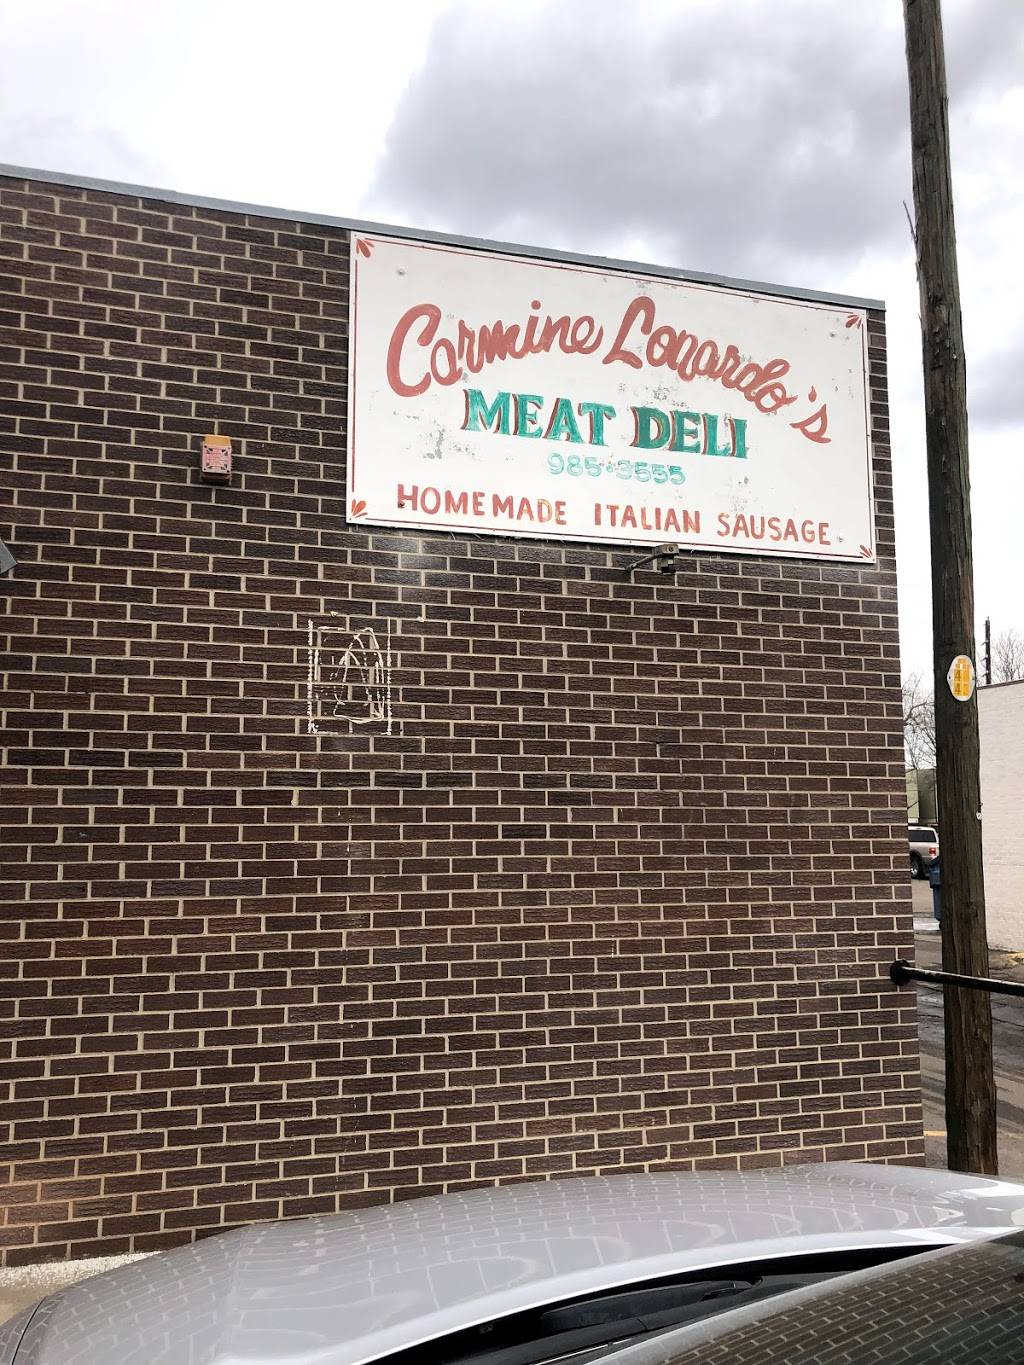 Carmine Lonardo's
MEAT DELI
985•3555
HOMEMADE ITALIAN SAUSAGE